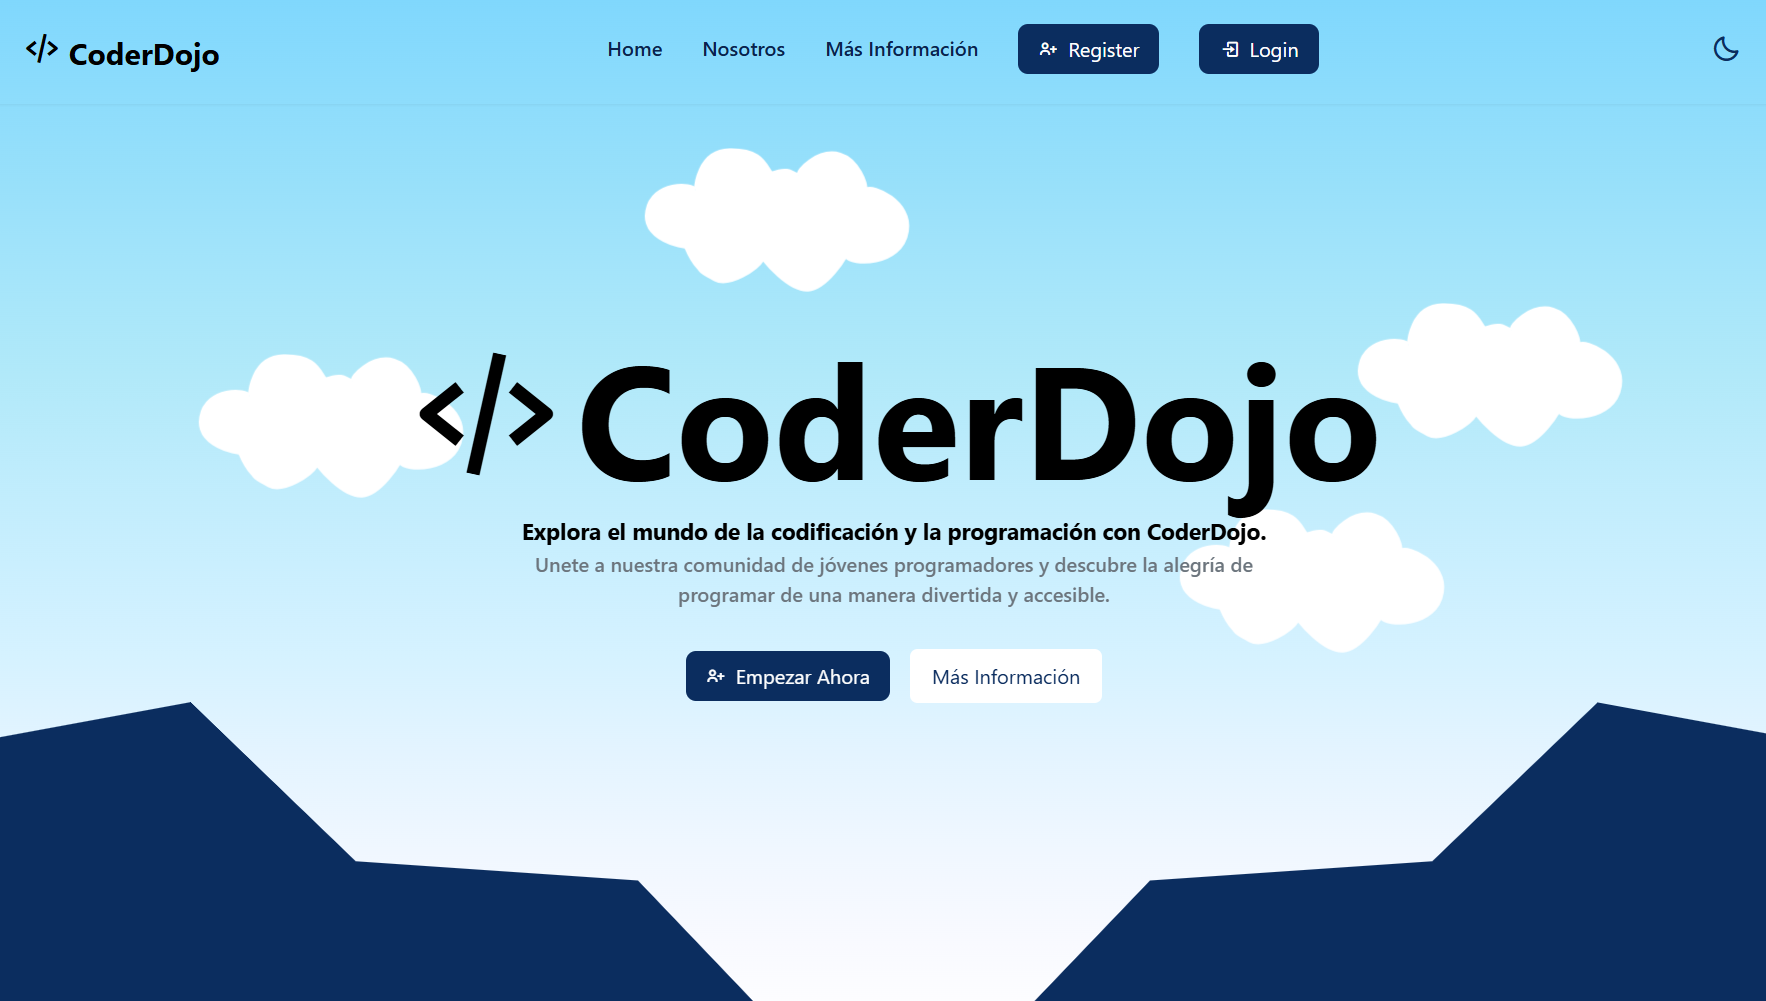 </> CoderDojo
Home
Nosotros
Más Información
Register
Login
</> CoderDojo
Explora el mundo de la codificación y la programación con CoderDojo.
Unete a nuestra comunidad de jóvenes programadores y descubre la alegría de
programar de una manera divertida y accesible.
Empezar Ahora
Más Información